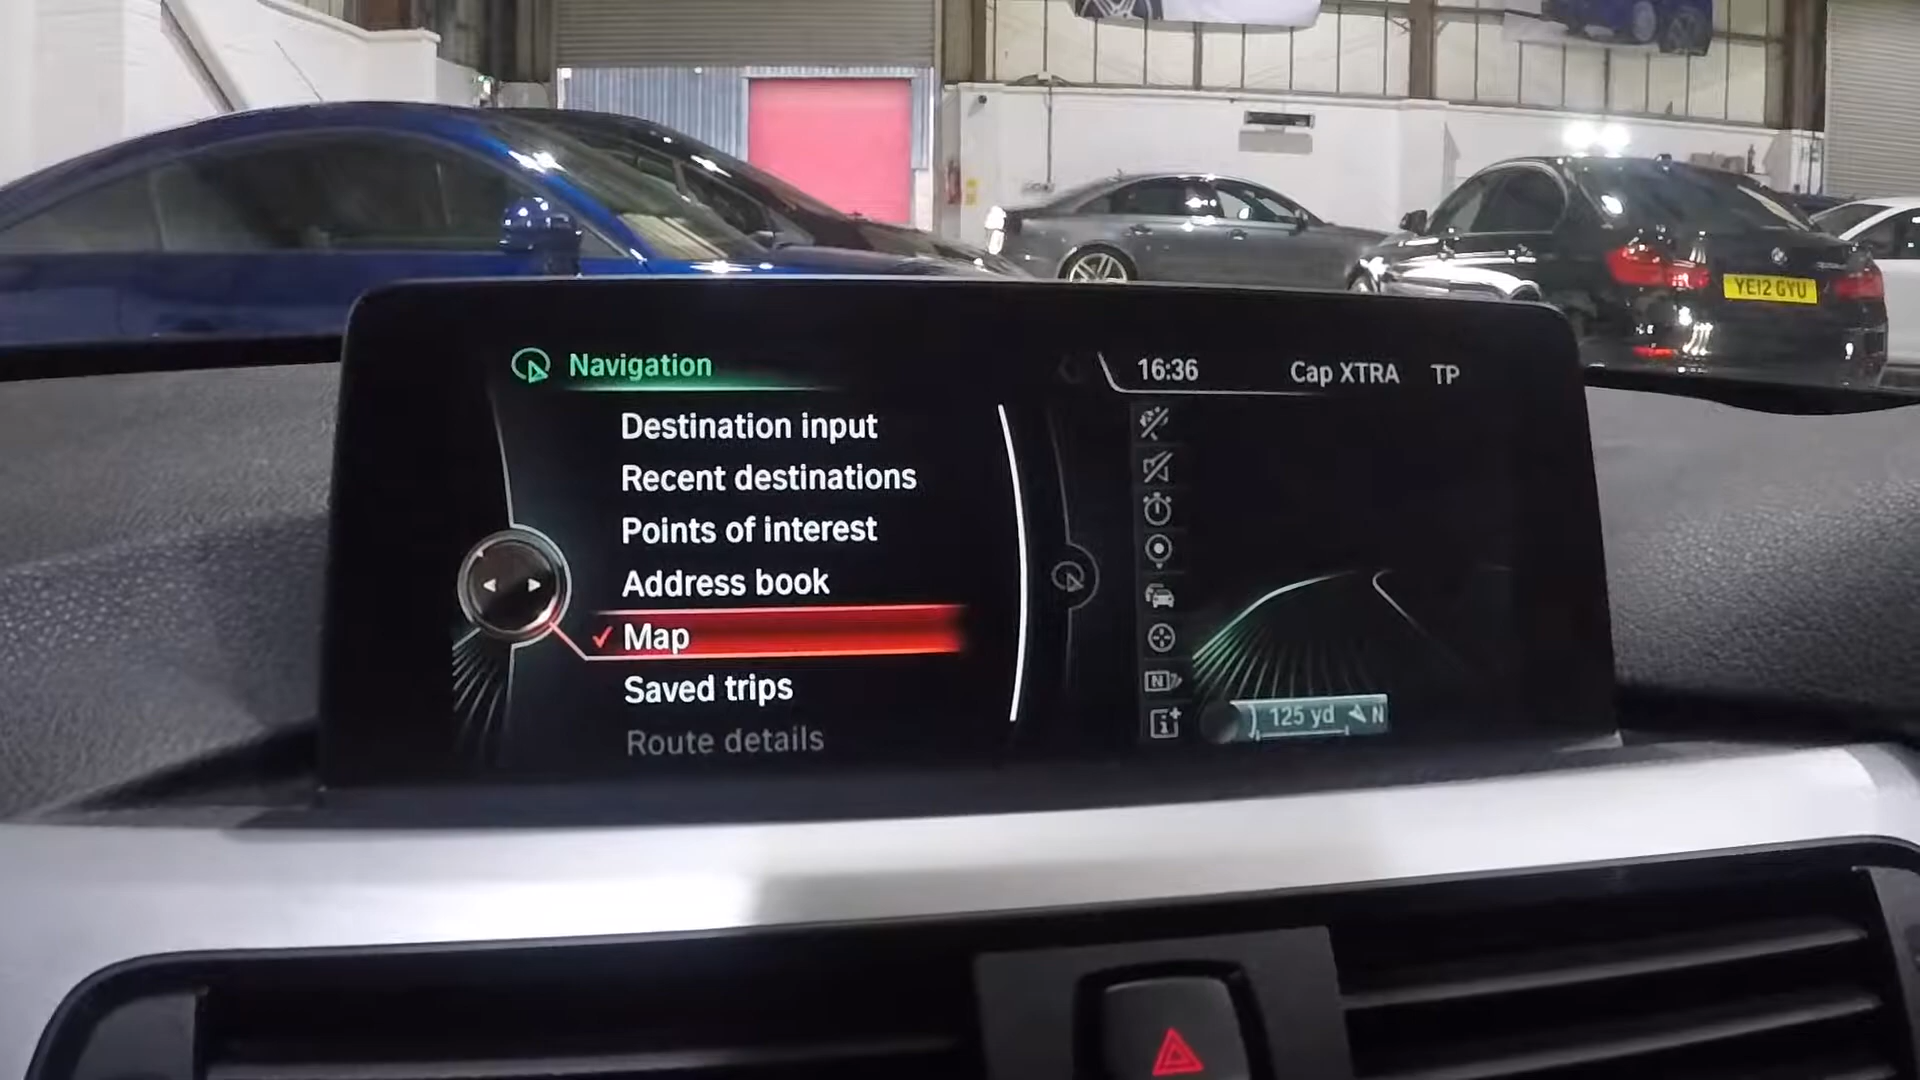 YE12 GYU
Navigation
16:36 Cap XTRA TP
Destination input
Recent destinations
Points of interest
Address book
✓ Map
Saved trips
Route details
N
i+
125 yd N